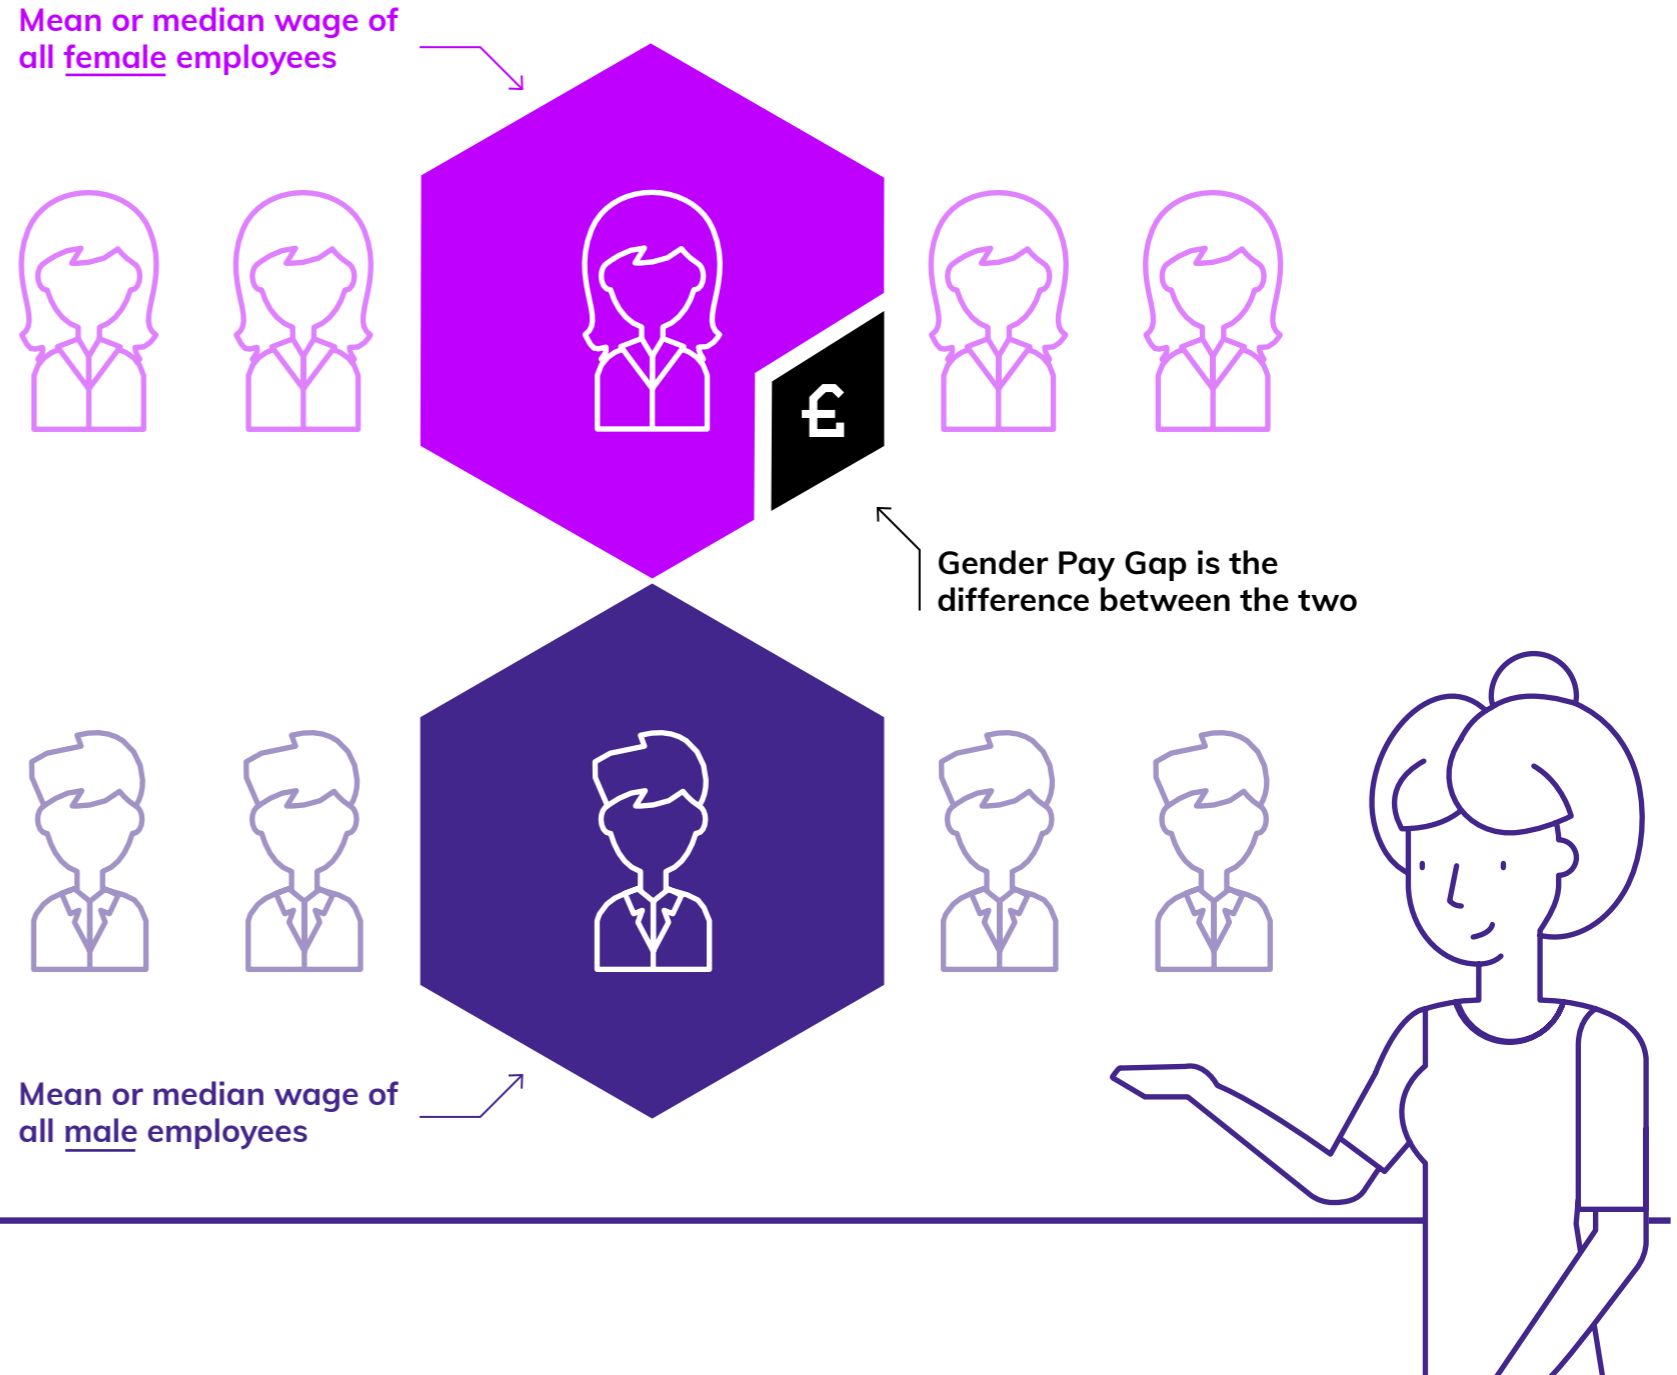 Mean or median wage of
all female employees
£
Gender Pay Gap is the
difference between the two
Mean or median wage of
all male employees